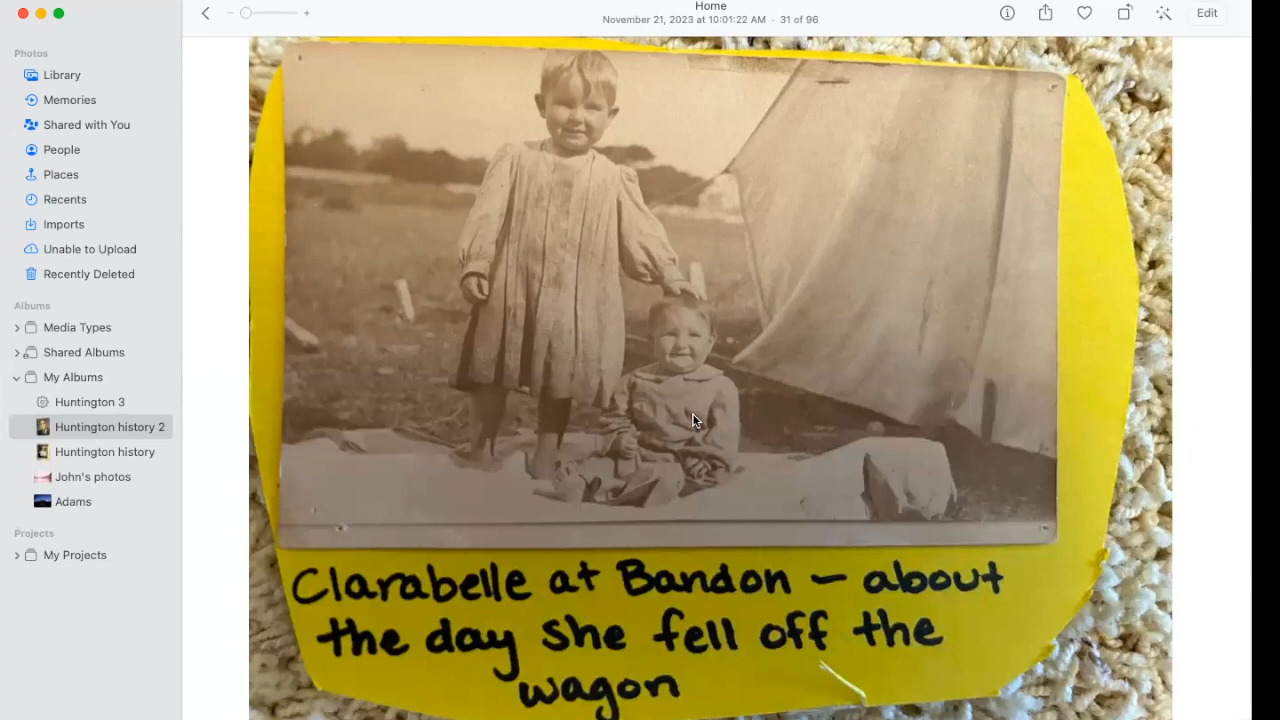 Home
November 21, 2023 at 10:01:22 AM · 31 of 96
Edit
Photos
Library
Memories
Shared with You
People
Places
Recents
Imports
Unable to Upload
Recently Deleted
Albums
Media Types
Shared Albums
My Albums
Huntington 3
Huntington history 2
Huntington history
John's photos
Adams
Projects
My Projects
Clarabelle at Bandon – about
the day she fell off the
wagon